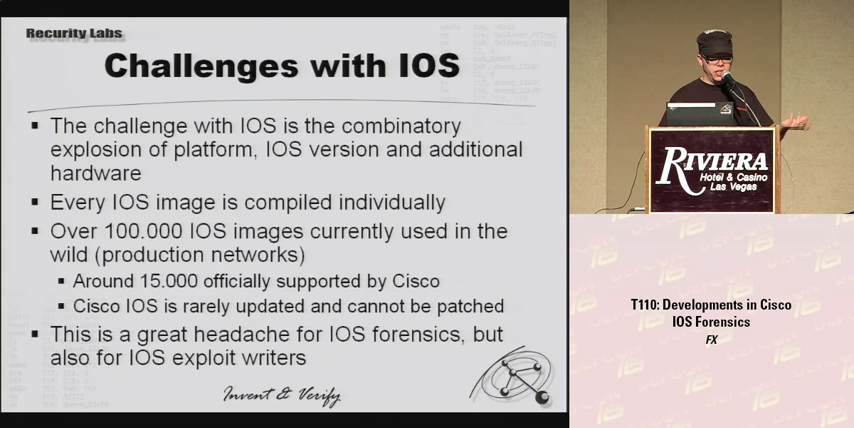 Recurity Labs
Challenges with IOS
The challenge with IOS is the combinatory
explosion of platform, IOS version and additional
hardware
Every IOS image is compiled individually
Over 100.000 IOS images currently used in the
wild (production networks)
Around 15.000 officially supported by Cisco
Cisco IOS is rarely updated and cannot be patched
This is a great headache for IOS forensics, but
also for IOS exploit writers
Invent & Verify
RIVIERA
Hotel & Casino
Las Vegas
T110: Developments in Cisco
IOS Forensics
FX